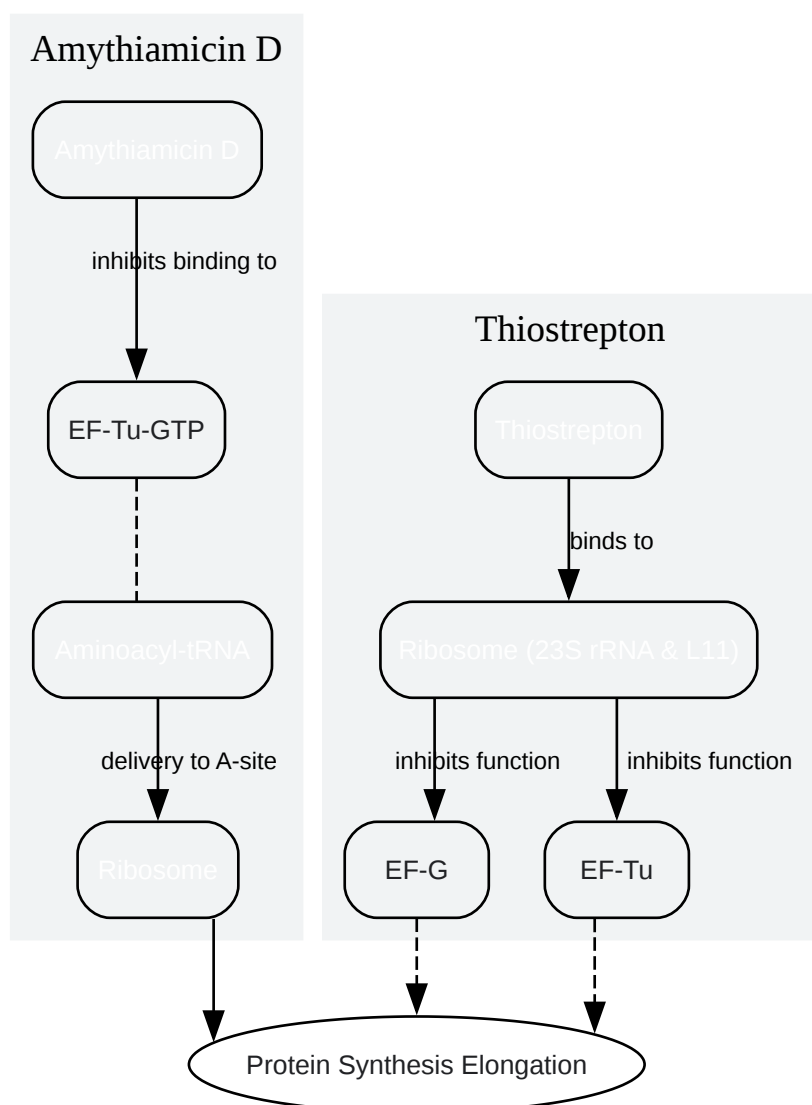 Amythiamicin D
Amythiamicin D
inhibits binding to
EF-Tu-GTP
Aminoacyl-tRNA
delivery to A-site
Ribosome
Thiostrepton
Thiostrepton
binds to
Ribosome (23S rRNA & L11)
inhibits function
inhibits function
EF-G
EF-Tu
Protein Synthesis Elongation